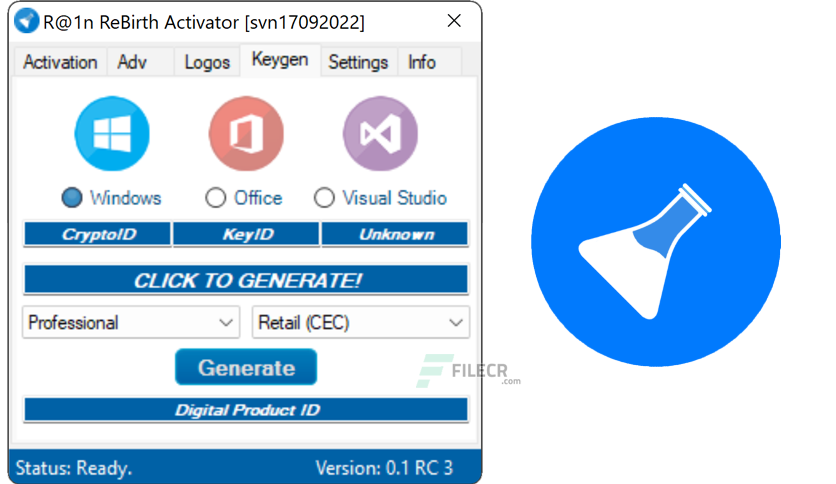 R@1n ReBirth Activator [svn17092022]
Activation Adv Logos Keygen Settings Info
Windows Office Visual Studio
CryptoID KeyID Unknown
CLICK TO GENERATE!
Professional Retail (CEC)
Generate
FILECR
.com
Digital Product ID
Status: Ready. Version: 0.1 RC 3